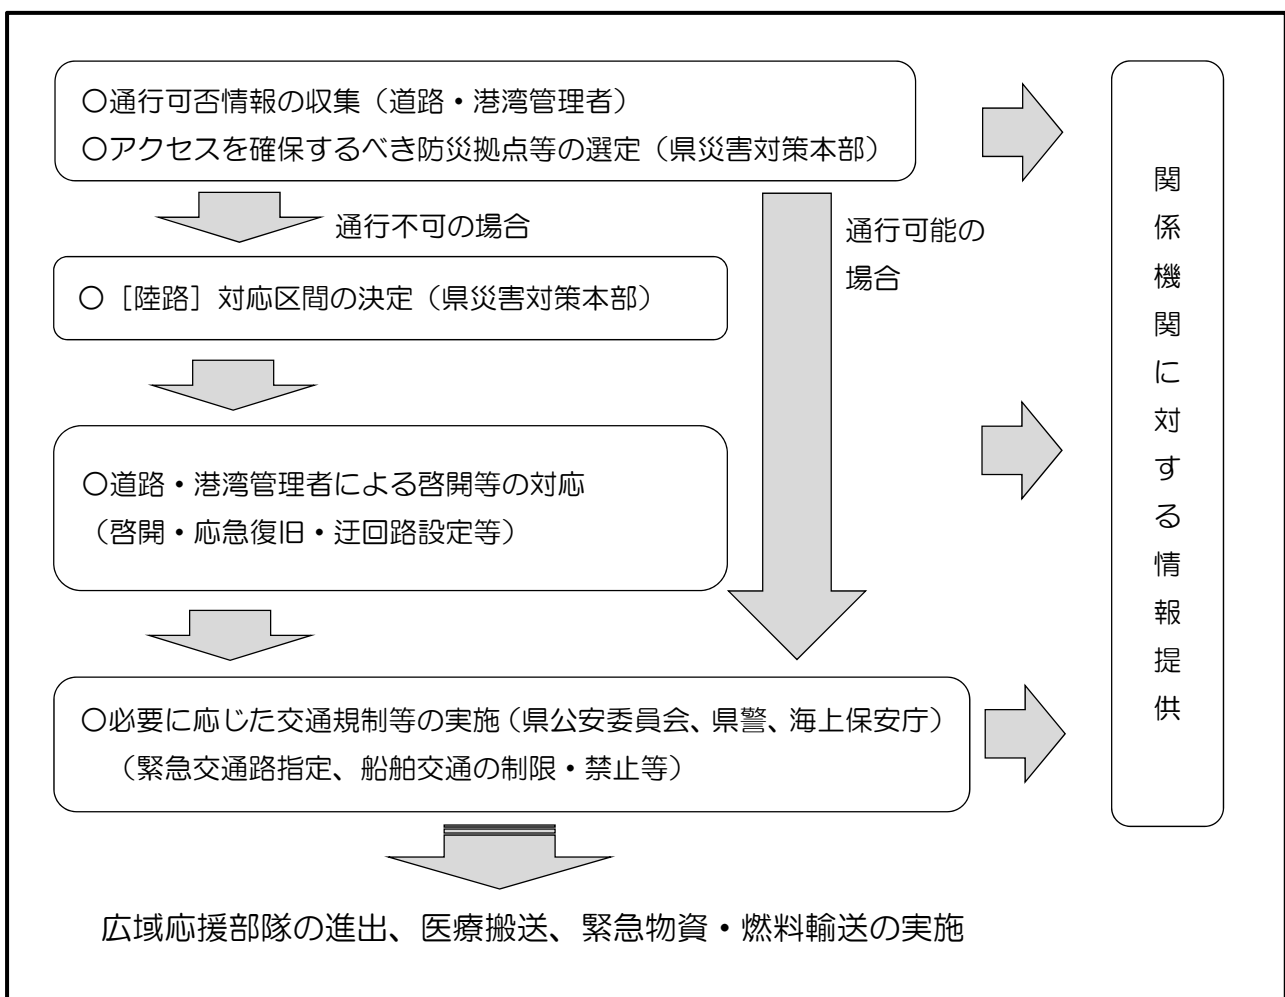 〇通行可否情報の収集（道路・港湾管理者）
〇アクセスを確保するべき防災拠点等の選定（県災害対策本部）
通行不可の場合
通行可能の
場合
〇［陸路］対応区間の決定（県災害対策本部）
〇道路・港湾管理者による啓開等の対応
（啓開・応急復旧・迂回路設定等）
〇必要に応じた交通規制等の実施（県公安委員会、県警、海上保安庁）
（緊急交通路指定、船舶交通の制限・禁止等）
広域応援部隊の進出、医療搬送、緊急物資・燃料輸送の実施
関係機関に対する情報提供